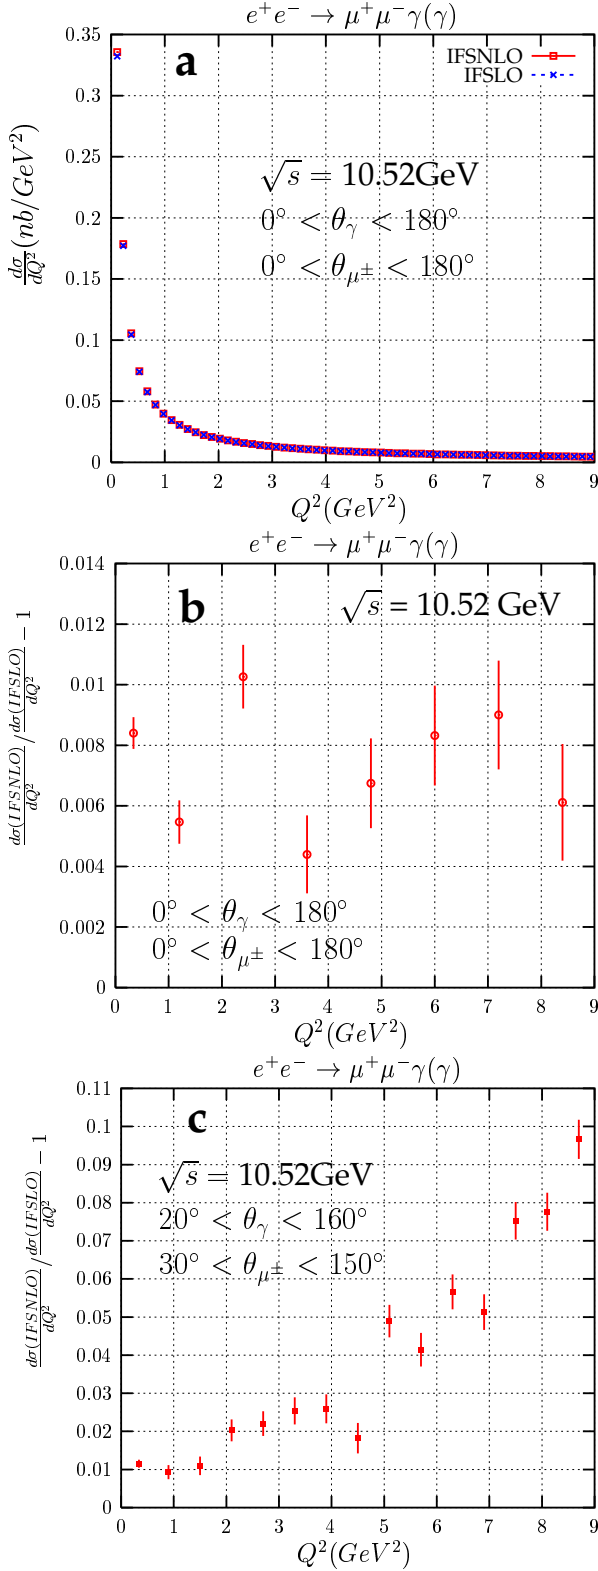 e⁺e⁻ → μ⁺μ⁻γ(γ)
a
IFSNLO
IFSLO
√s = 10.52GeV
0° < θγ < 180°
0° < θμ± < 180°
dσ/dQ² (nb/GeV²)
0.35
0.3
0.25
0.2
0.15
0.1
0.05
0
0 1 2 3 4 5 6 7 8 9
Q²(GeV²)
e⁺e⁻ → μ⁺μ⁻γ(γ)
b
√s = 10.52 GeV
dσ(IFSNLO)/dQ² / dσ(IFSLO)/dQ² − 1
0.014
0.012
0.01
0.008
0.006
0.004
0.002
0
0° < θγ < 180°
0° < θμ± < 180°
0 1 2 3 4 5 6 7 8 9
Q²(GeV²)
e⁺e⁻ → μ⁺μ⁻γ(γ)
c
√s = 10.52GeV
20° < θγ < 160°
30° < θμ± < 150°
dσ(IFSNLO)/dQ² / dσ(IFSLO)/dQ² − 1
0.11
0.1
0.09
0.08
0.07
0.06
0.05
0.04
0.03
0.02
0.01
0
0 1 2 3 4 5 6 7 8 9
Q²(GeV²)